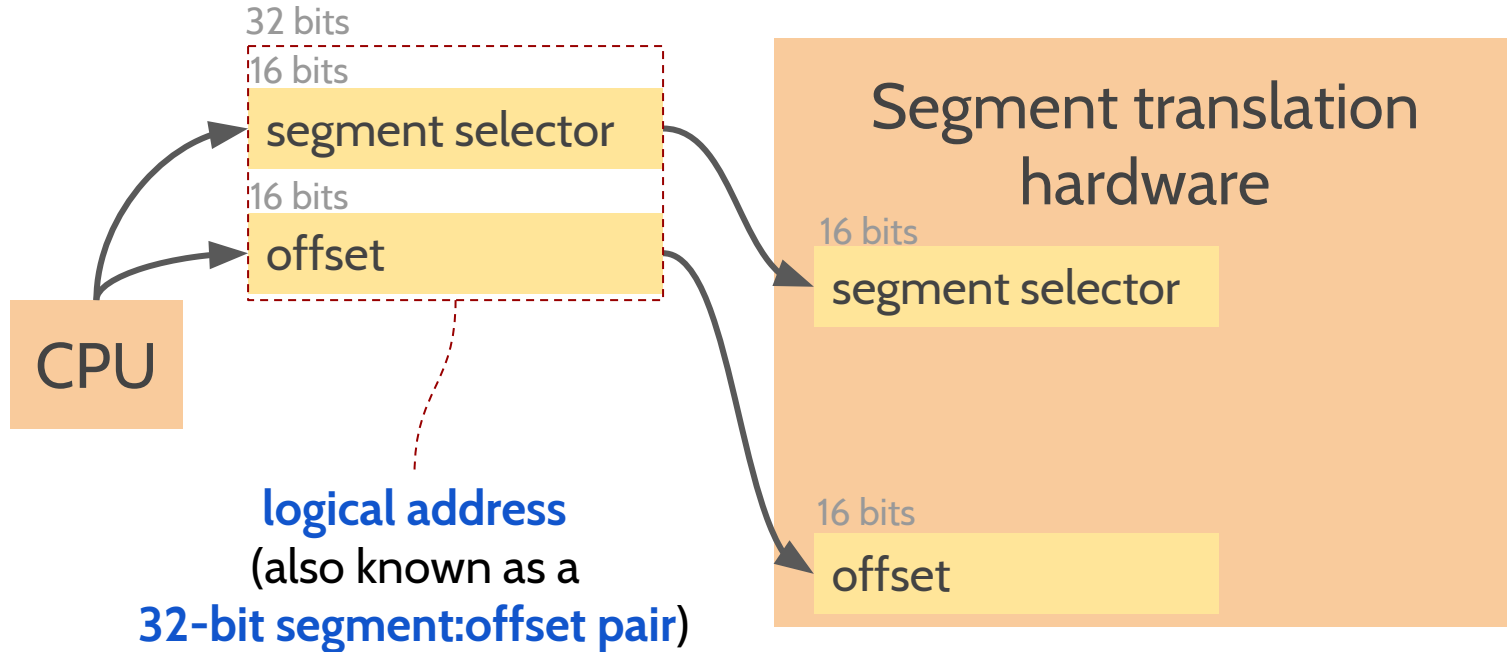 32 bits
16 bits
segment selector
16 bits
offset
CPU
logical address
(also known as a
32-bit segment:offset pair)
Segment translation
hardware
16 bits
segment selector
16 bits
offset